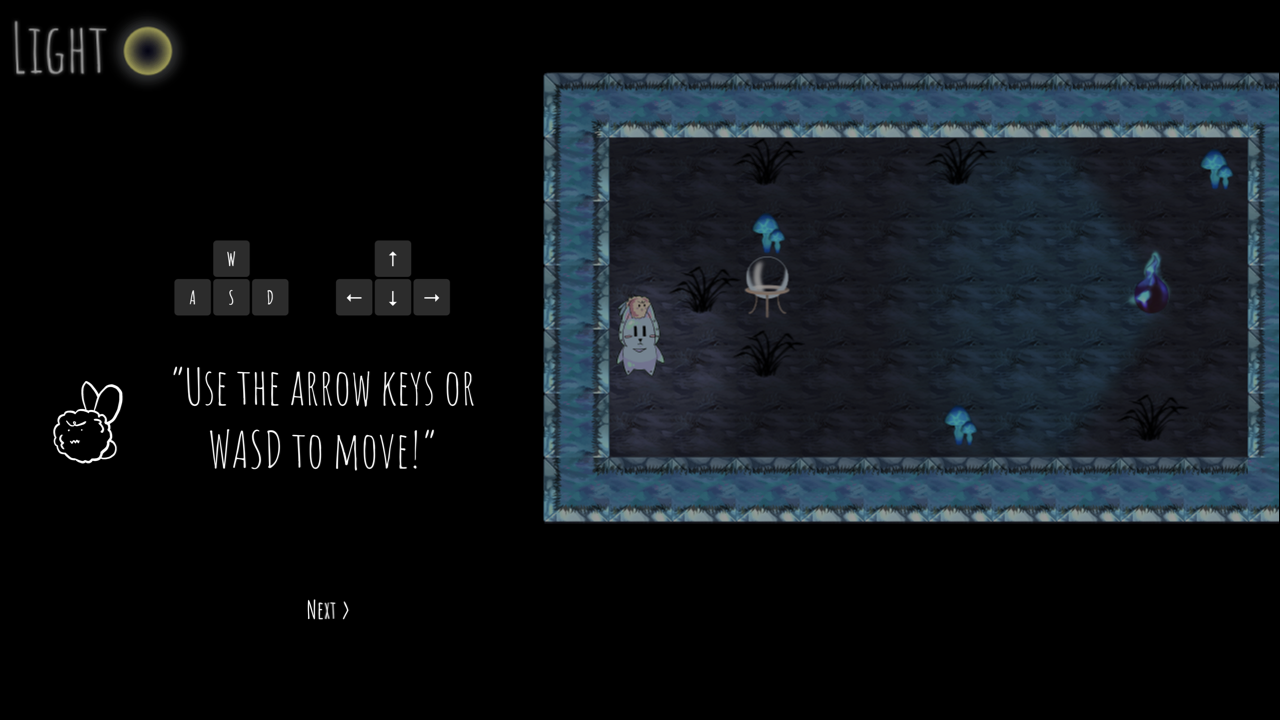 LIGHT
W
A S D
↑
← ↓ →
"USE THE ARROW KEYS OR
WASD TO MOVE!"
NEXT >